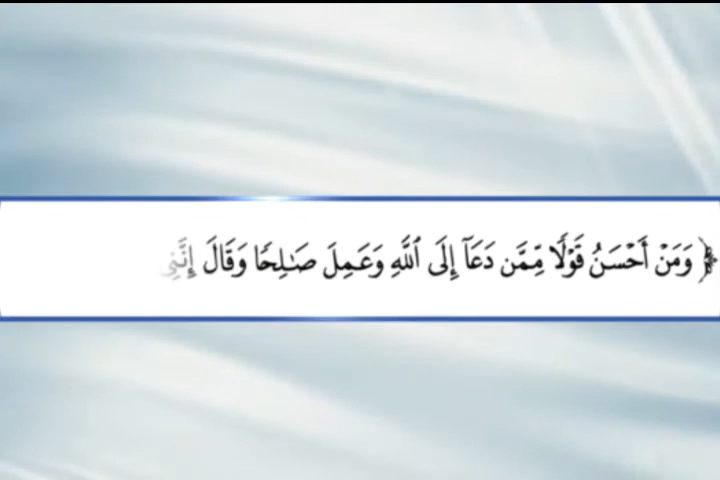 ﴿ وَمَنْ أَحْسَنُ قَوْلًا مِّمَّن دَعَآ إِلَى ٱللَّهِ وَعَمِلَ صَـٰلِحًا وَقَالَ إِنَّنِى